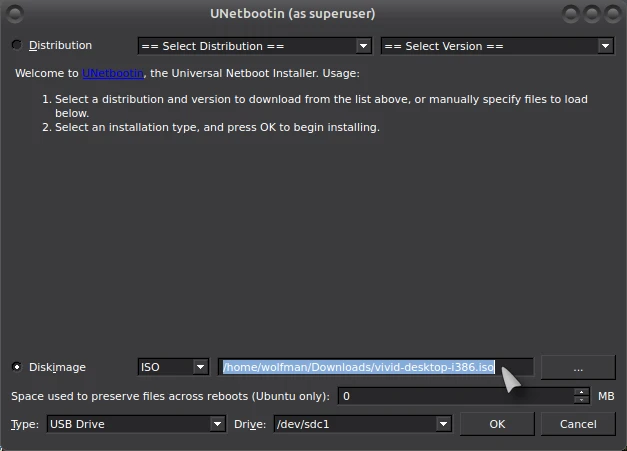 UNetbootin (as superuser)
Distribution == Select Distribution == == Select Version ==
Welcome to UNetbootin, the Universal Netboot Installer. Usage:
1. Select a distribution and version to download from the list above, or manually specify files to load
below.
2. Select an installation type, and press OK to begin installing.
Diskimage ISO /home/wolfman/Downloads/vivid-desktop-i386.iso ...
Space used to preserve files across reboots (Ubuntu only): 0 MB
Type: USB Drive Drive: /dev/sdc1 OK Cancel